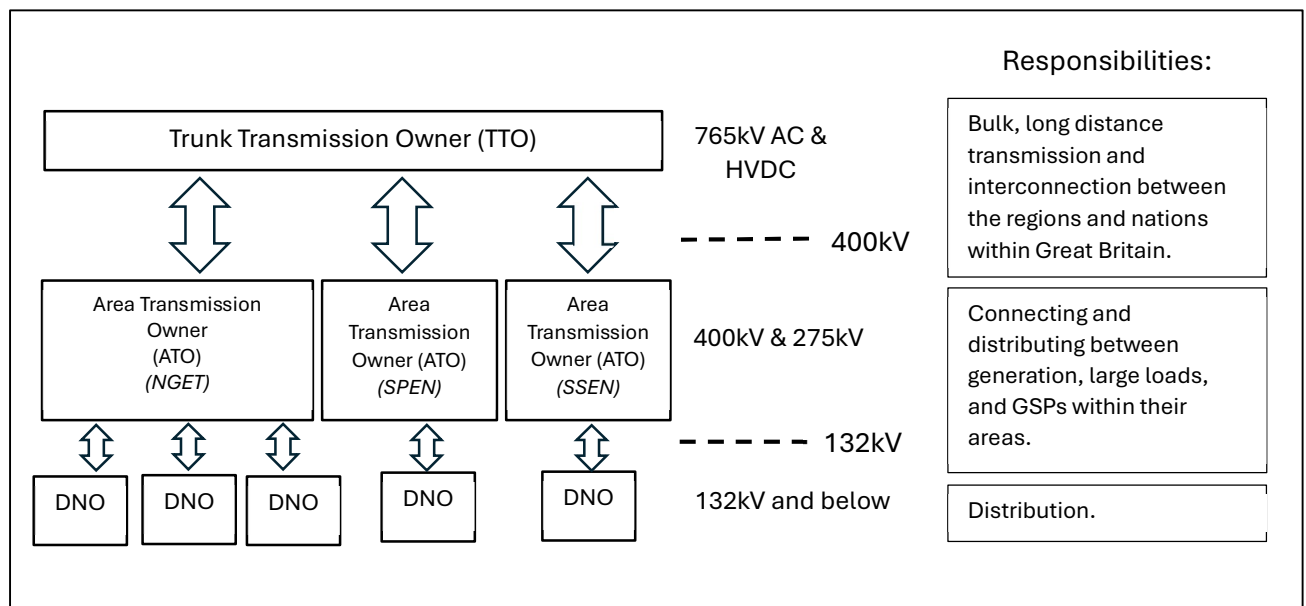 Responsibilities:
Trunk Transmission Owner (TTO)
765kV AC &
HVDC
Bulk, long distance
transmission and
interconnection between
the regions and nations
within Great Britain.
400kV
Area Transmission
Owner
(ATO)
(NGET)
Area
Transmission
Owner (ATO)
(SPEN)
Area
Transmission
Owner (ATO)
(SSEN)
400kV & 275kV
Connecting and
distributing between
generation, large loads,
and GSPs within their
areas.
132kV
DNO
DNO
DNO
DNO
DNO
132kV and below
Distribution.